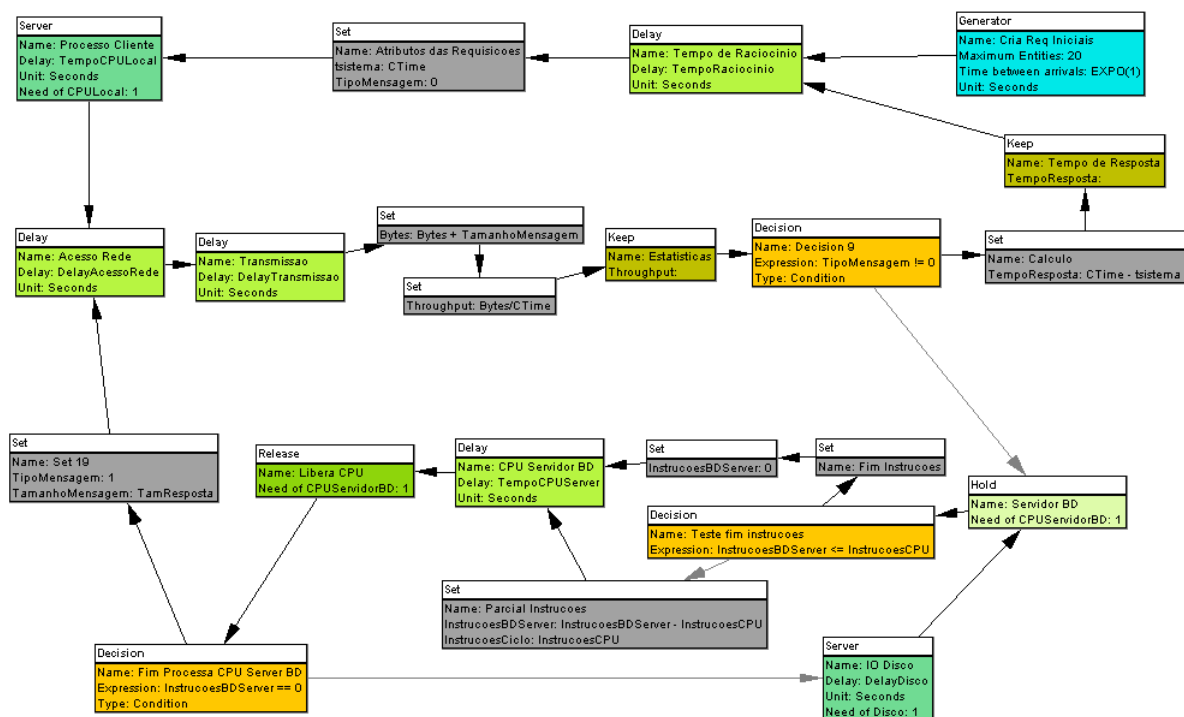 Server
Name: Processo Cliente
Delay: TempoCPULocal
Unit: Seconds
Need of CPULocal: 1
Set
Name: Atributos das Requisicoes
tsistema: CTime
TipoMensagem: 0
Delay
Name: Tempo de Raciocinio
Delay: TempoRaciocinio
Unit: Seconds
Generator
Name: Cria Req Iniciais
Maximum Entities: 20
Time between arrivals: EXPO(1)
Unit: Seconds
Keep
Name: Tempo de Resposta
TempoResposta:
Delay
Name: Acesso Rede
Delay: DelayAcessoRede
Unit: Seconds
Delay
Name: Transmissao
Delay: DelayTransmissao
Unit: Seconds
Set
Bytes: Bytes + TamanhoMensagem
Set
Throughput: Bytes/CTime
Keep
Name: Estatisticas
Throughput:
Decision
Name: Decision 9
Expression: TipoMensagem != 0
Type: Condition
Set
Name: Calculo
TempoResposta: CTime - tsistema
Set
Name: Set 19
TipoMensagem: 1
TamanhoMensagem: TamResposta
Release
Name: Libera CPU
Need of CPUServidorBD: 1
Delay
Name: CPU Servidor BD
Delay: TempoCPUServer
Unit: Seconds
Set
InstrucoesBDServer: 0
Set
Name: Fim Instrucoes
Hold
Name: Servidor BD
Need of CPUServidorBD: 1
Decision
Name: Teste fim instrucoes
Expression: InstrucoesBDServer <= InstrucoesCPU
Set
Name: Parcial Instrucoes
InstrucoesBDServer: InstrucoesBDServer - InstrucoesCPU
InstrucoesCiclo: InstrucoesCPU
Decision
Name: Fim Processa CPU Server BD
Expression: InstrucoesBDServer == 0
Type: Condition
Server
Name: IO Disco
Delay: DelayDisco
Unit: Seconds
Need of Disco: 1